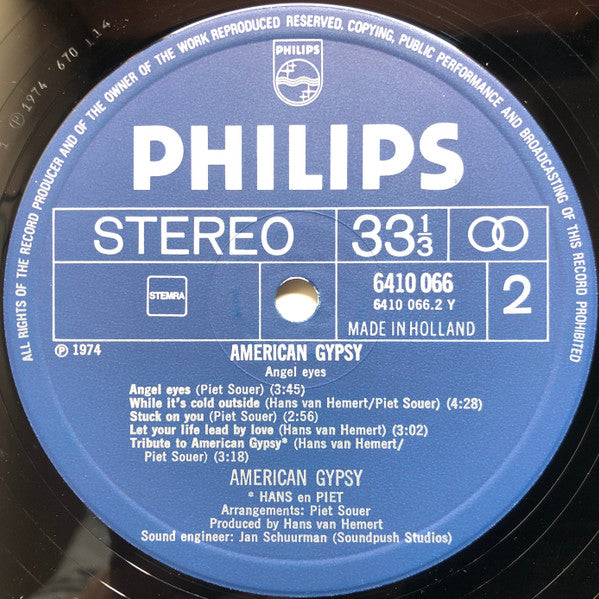 ALL RIGHTS OF THE RECORD PRODUCER AND OF THE OWNER OF THE WORK REPRODUCED RESERVED. COPYING, PUBLIC PERFORMANCE AND BROADCASTING OF THIS RECORD PROHIBITED
1 ℗ 1974 670 114
PHILIPS
PHILIPS
STEREO 33⅓
STEMRA
6410 066
6410 066.2 Y
2
MADE IN HOLLAND
℗ 1974
AMERICAN GYPSY
Angel eyes
Angel eyes (Piet Souer) (3:45)
While it's cold outside (Hans van Hemert/Piet Souer) (4:28)
Stuck on you (Piet Souer) (2:56)
Let your life lead by love (Hans van Hemert) (3:02)
Tribute to American Gypsy* (Hans van Hemert/
Piet Souer) (3:18)
AMERICAN GYPSY
* HANS en PIET
Arrangements: Piet Souer
Produced by Hans van Hemert
Sound engineer: Jan Schuurman (Soundpush Studios)